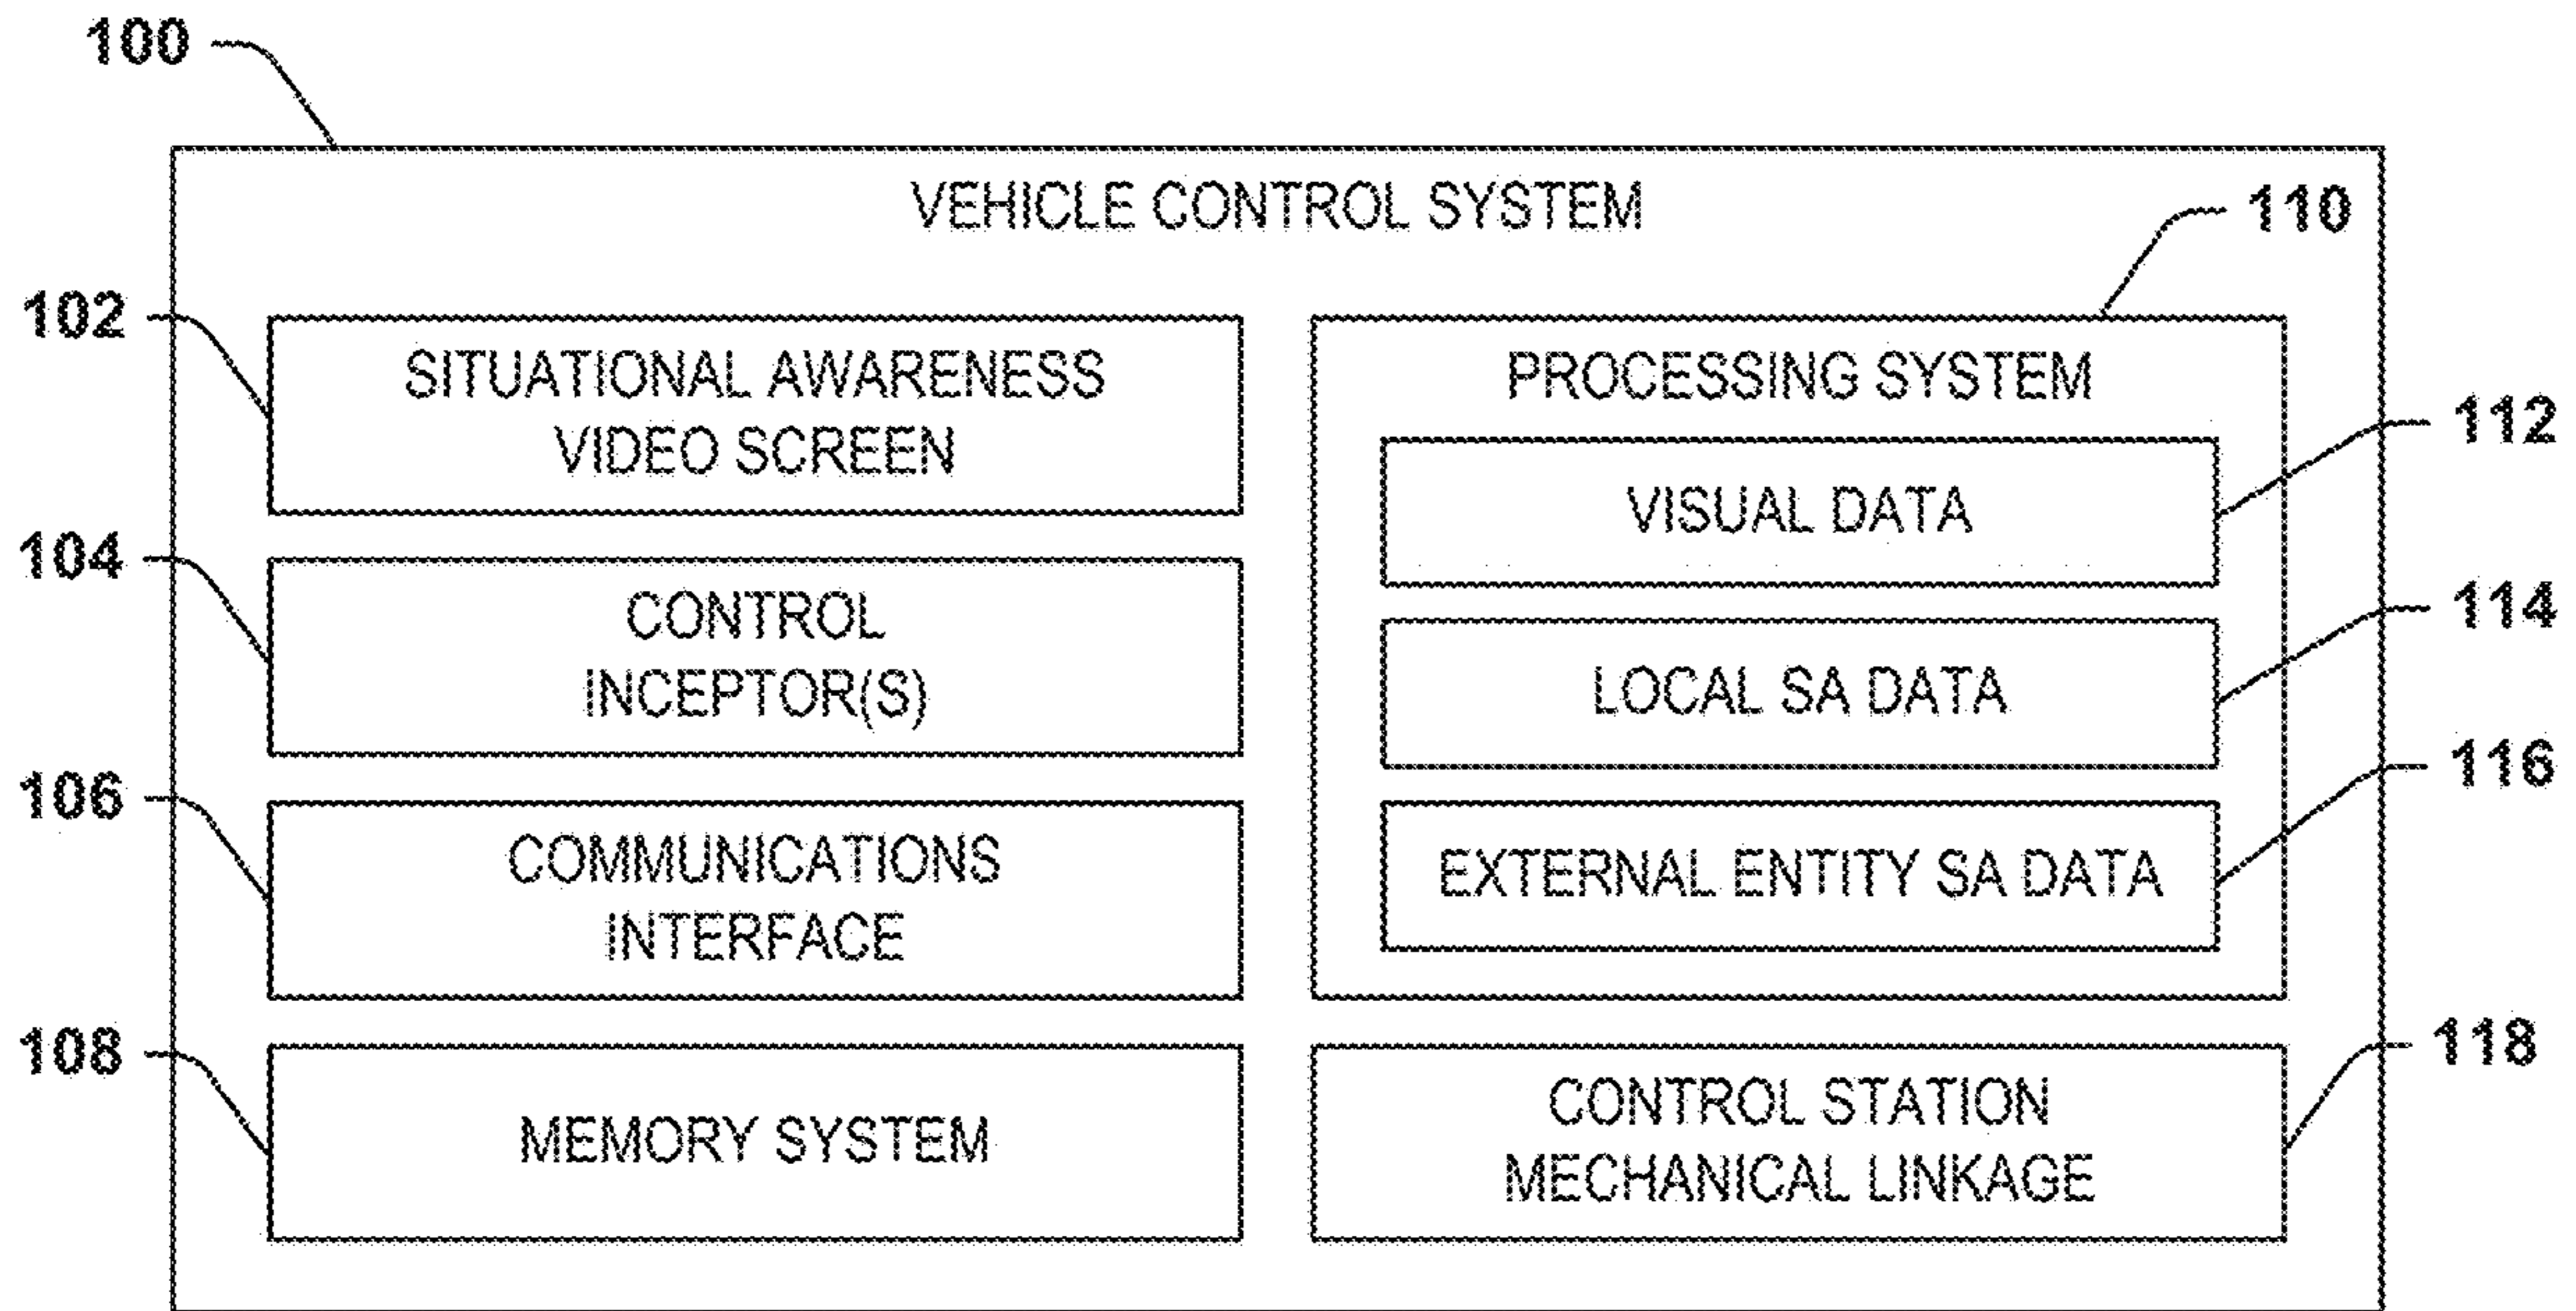 100
VEHICLE CONTROL SYSTEM
110
102
SITUATIONAL AWARENESS
VIDEO SCREEN
PROCESSING SYSTEM
112
VISUAL DATA
104
CONTROL
INCEPTOR(S)
114
LOCAL SA DATA
106
COMMUNICATIONS
INTERFACE
116
EXTERNAL ENTITY SA DATA
108
MEMORY SYSTEM
118
CONTROL STATION
MECHANICAL LINKAGE